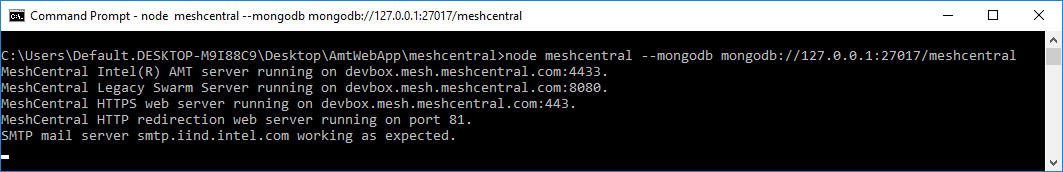 Command Prompt - node  meshcentral --mongodb mongodb://127.0.0.1:27017/meshcentral
C:\Users\Default.DESKTOP-M9I88C9\Desktop\AmtWebApp\meshcentral>node meshcentral --mongodb mongodb://127.0.0.1:27017/meshcentral
MeshCentral Intel(R) AMT server running on devbox.mesh.meshcentral.com:4433.
MeshCentral Legacy Swarm Server running on devbox.mesh.meshcentral.com:8080.
MeshCentral HTTPS web server running on devbox.mesh.meshcentral.com:443.
MeshCentral HTTP redirection web server running on port 81.
SMTP mail server smtp.iind.intel.com working as expected.